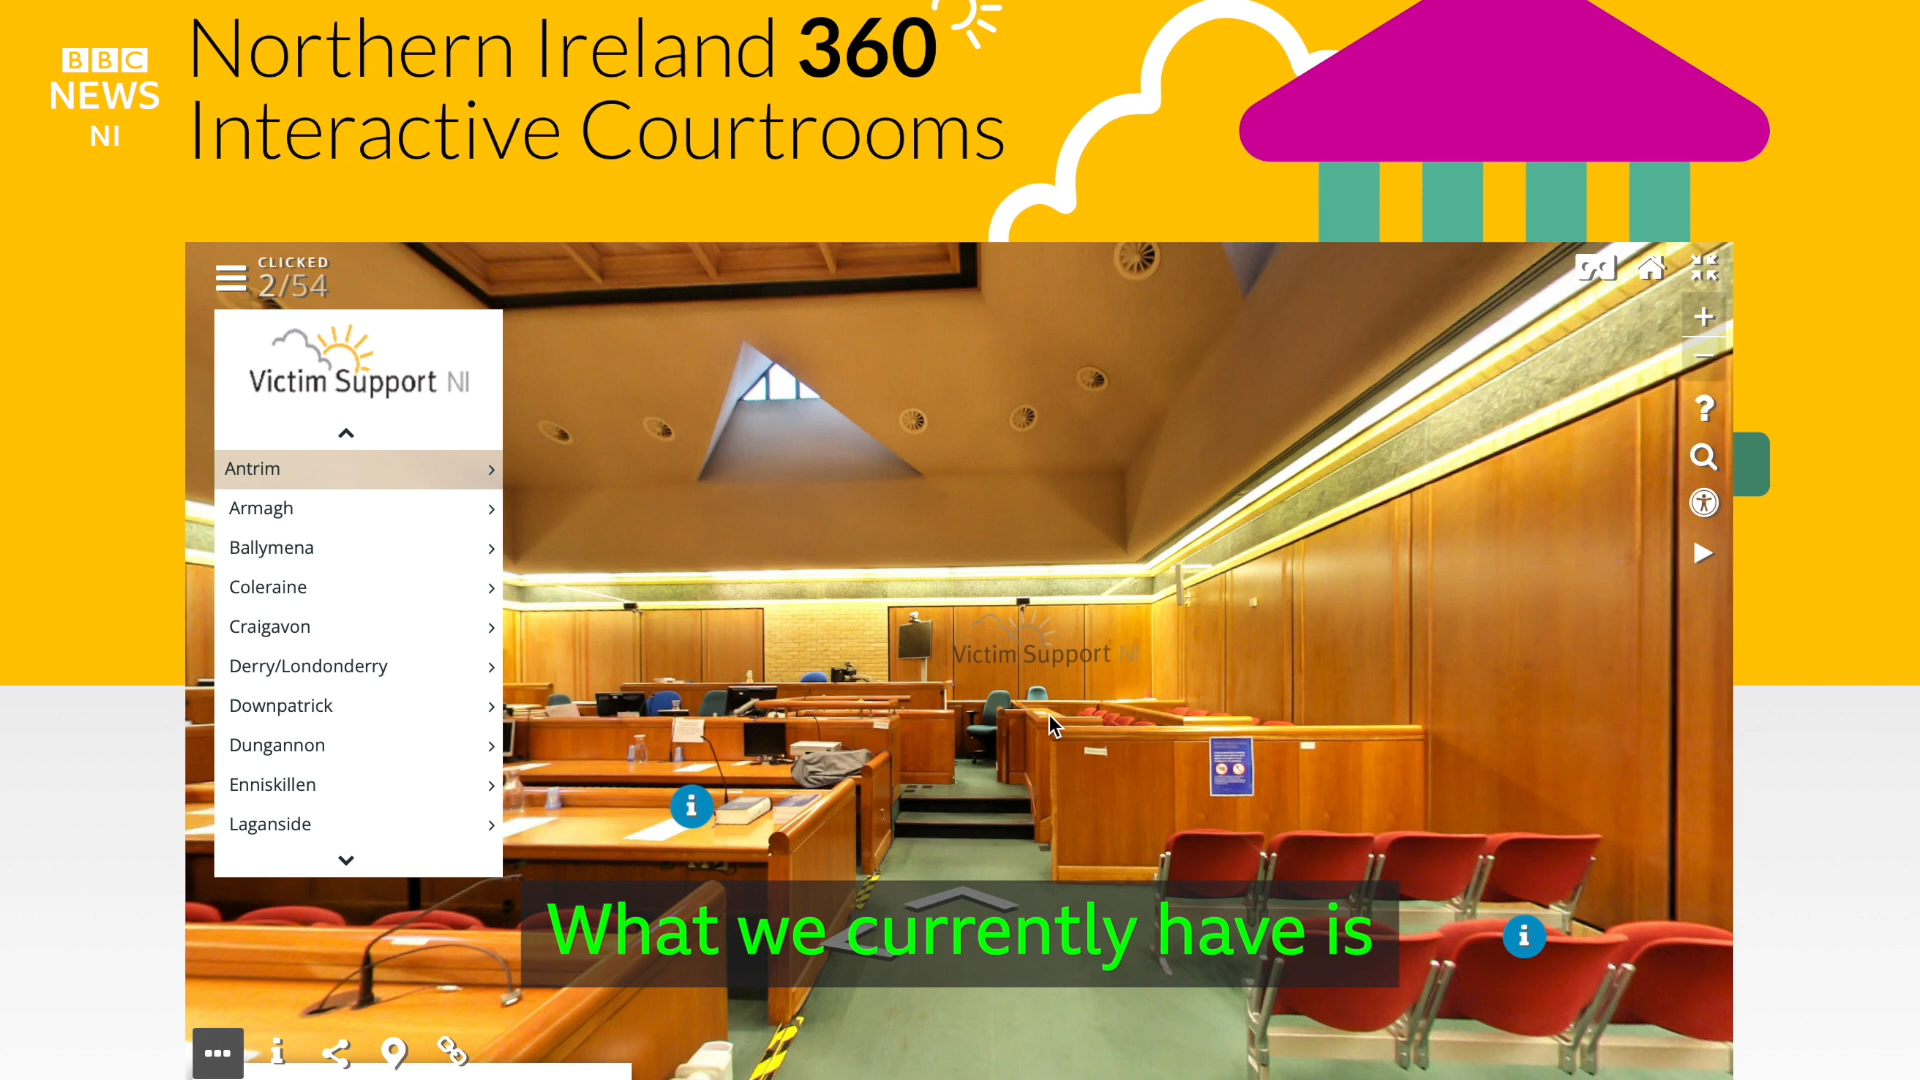 BBC
NEWS
NI
Northern Ireland 360
Interactive Courtrooms
CLICKED
2/54
Victim Support NI
Antrim
Armagh
Ballymena
Coleraine
Craigavon
Derry/Londonderry
Downpatrick
Dungannon
Enniskillen
Laganside
Victim Support NI
What we currently have is